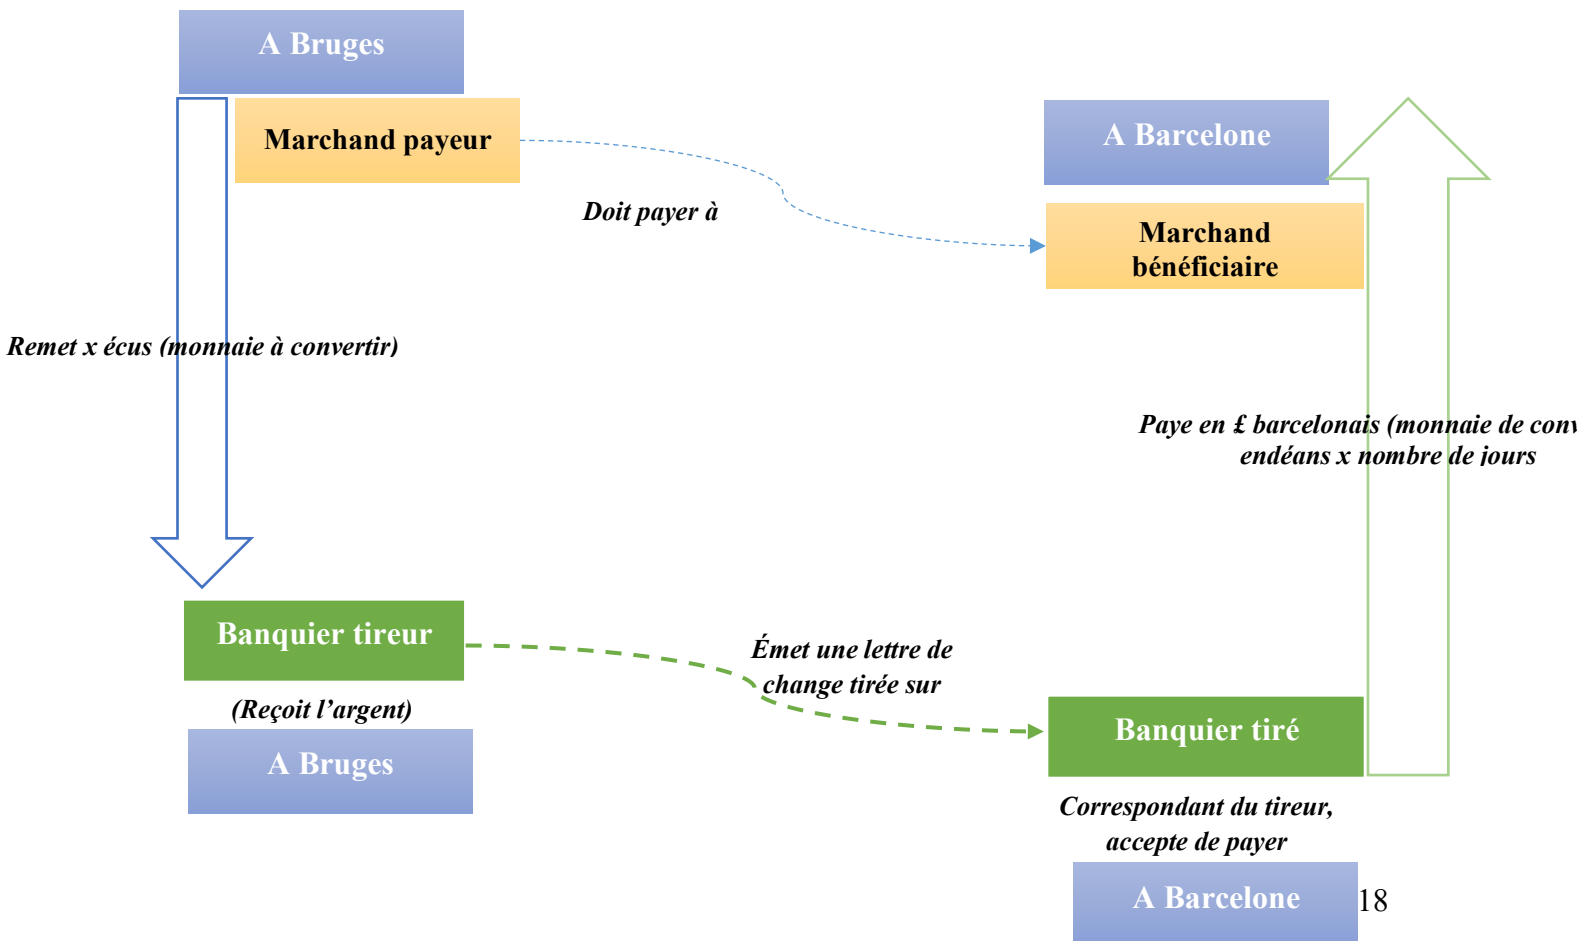 A Bruges
Marchand payeur
A Barcelone
Doit payer à
Marchand
bénéficiaire
Remet x écus (monnaie à convertir)
Paye en £ barcelonais (monnaie de
endéans x nombre de jours
Banquier tireur
Émet une lettre de
change tirée sur
(Reçoit l’argent)
Banquier tiré
A Bruges
Correspondant du tireur,
accepte de payer
A Barcelone
18